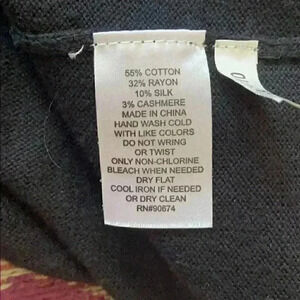 55% COTTON
32% RAYON
10% SILK
3% CASHMERE
MADE IN CHINA
HAND WASH COLD
WITH LIKE COLORS
DO NOT WRING
OR TWIST
ONLY NON-CHLORINE
BLEACH WHEN NEEDED
DRY FLAT
COOL IRON IF NEEDED
OR DRY CLEAN
RN#90874